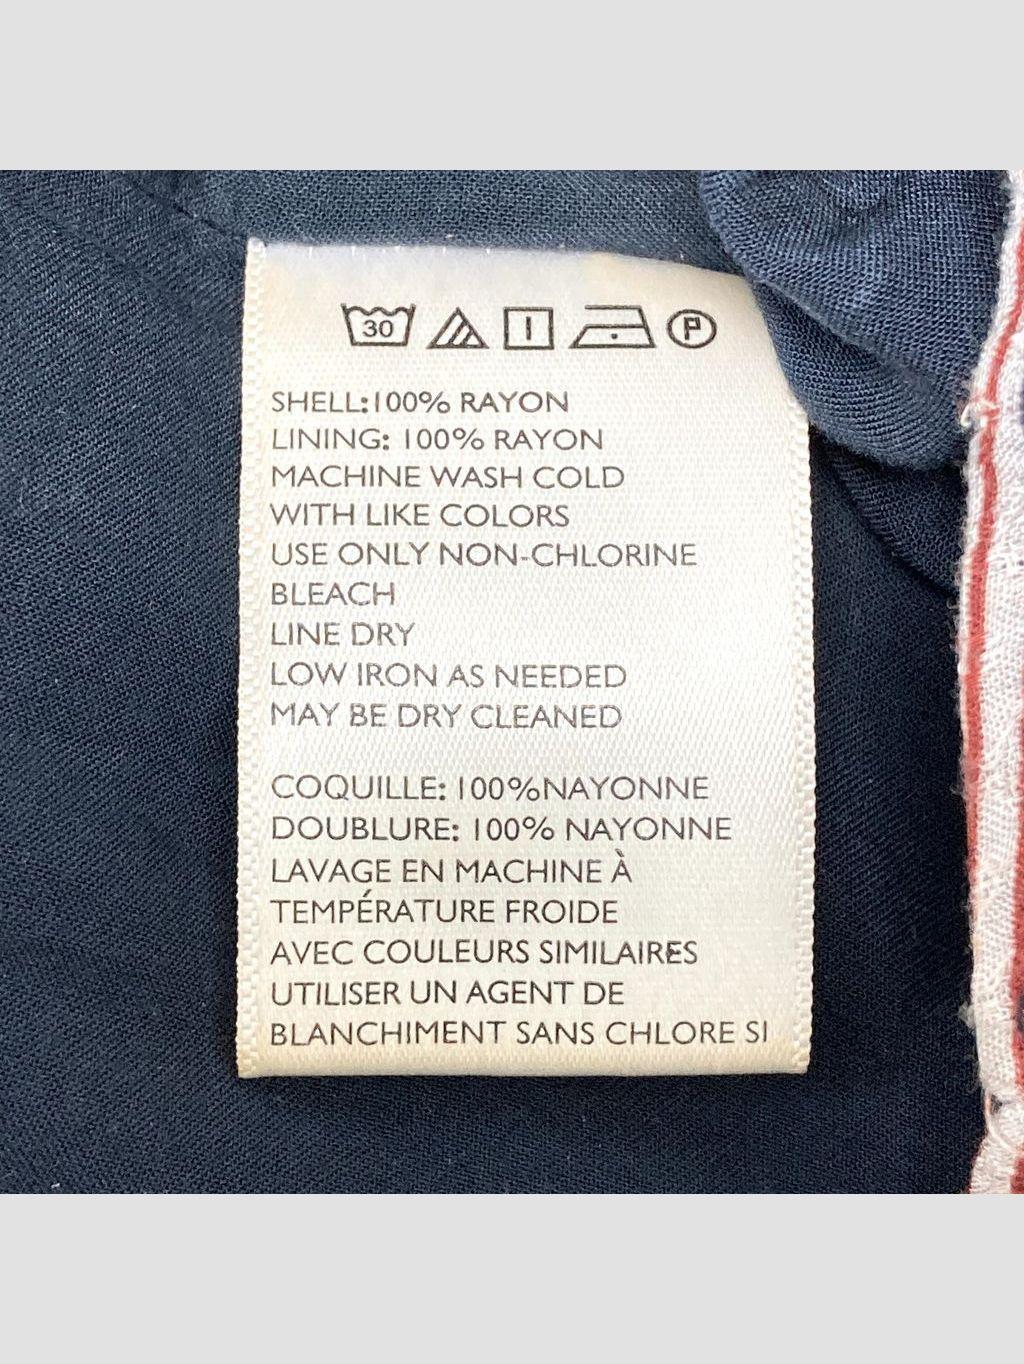 30 P
SHELL:100% RAYON
LINING: 100% RAYON
MACHINE WASH COLD
WITH LIKE COLORS
USE ONLY NON-CHLORINE
BLEACH
LINE DRY
LOW IRON AS NEEDED
MAY BE DRY CLEANED
COQUILLE: 100%NAYONNE
DOUBLURE: 100% NAYONNE
LAVAGE EN MACHINE À
TEMPÉRATURE FROIDE
AVEC COULEURS SIMILAIRES
UTILISER UN AGENT DE
BLANCHIMENT SANS CHLORE SI